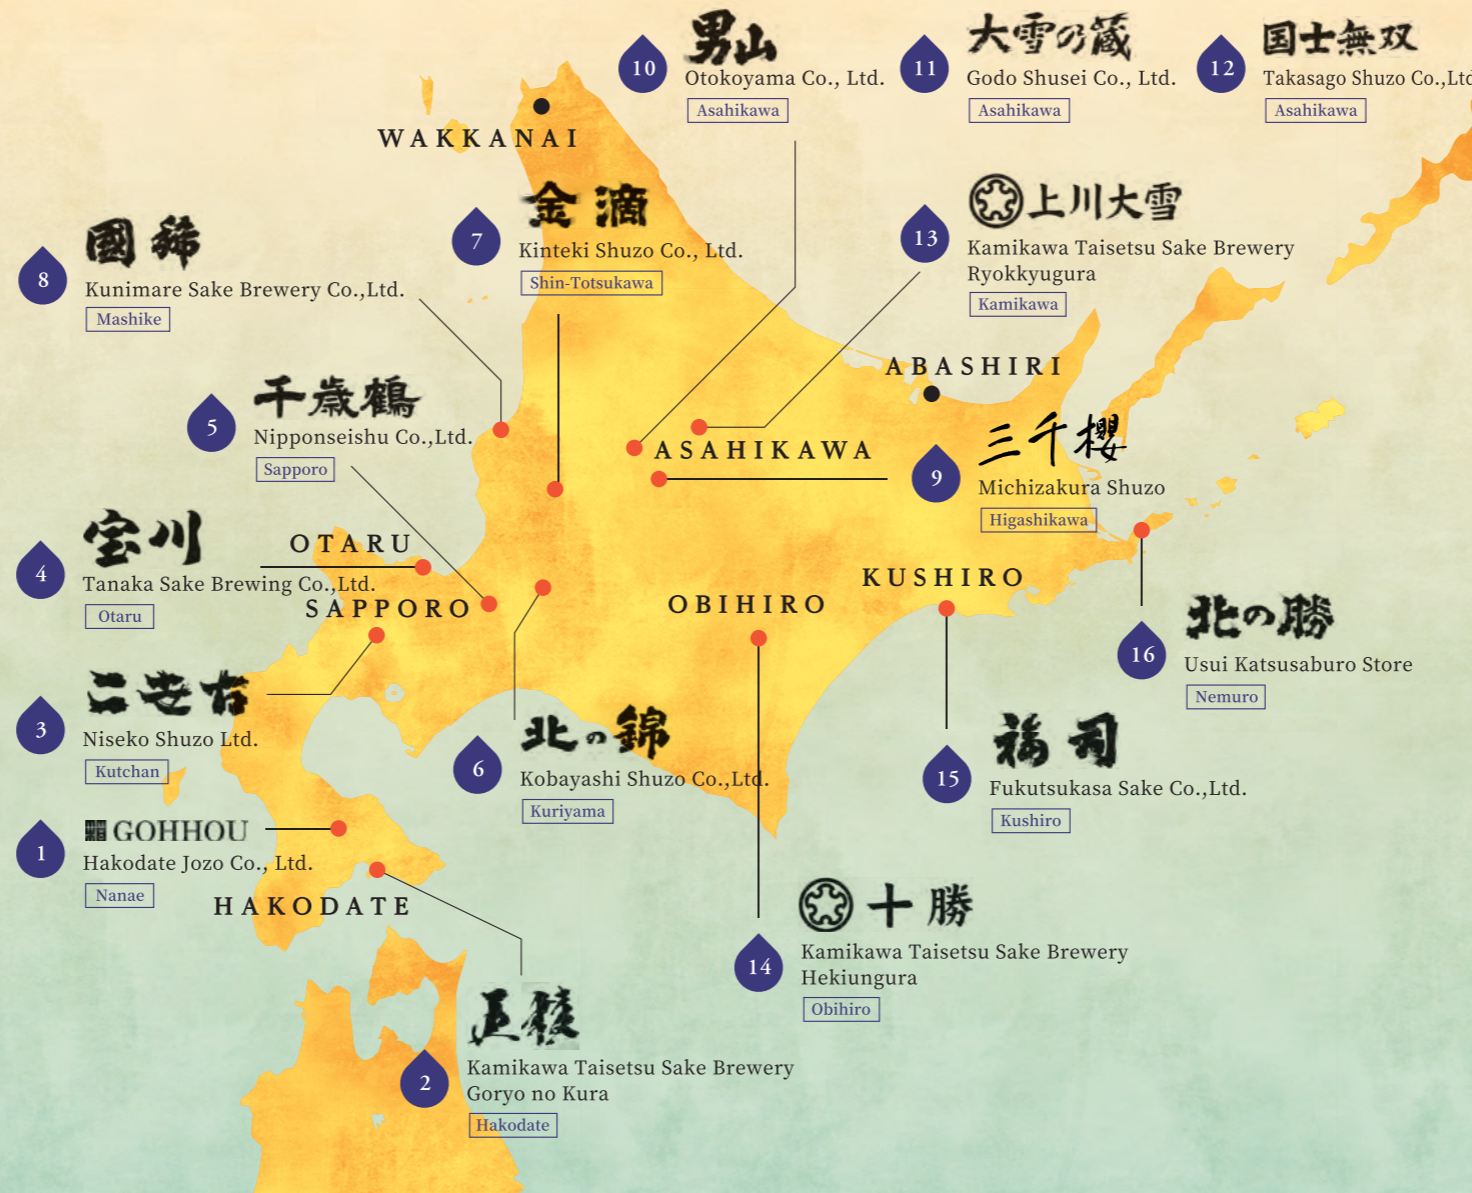 10
男山
Otokoyama Co., Ltd.
Asahikawa
11
大雪の蔵
Godo Shusei Co., Ltd.
Asahikawa
12
国士無双
Takasago Shuzo Co.,Ltd
Asahikawa
WAKKANAI
7
金滴
Kinteki Shuzo Co., Ltd.
Shin-Totsukawa
13
上川大雪
Kamikawa Taisetsu Sake Brewery
Ryokkyugura
Kamikawa
8
國稀
Kunimare Sake Brewery Co.,Ltd.
Mashike
ABASHIRI
5
千歳鶴
Nipponseishu Co.,Ltd.
Sapporo
ASAHIKAWA
9
三千櫻
Michizakura Shuzo
Higashikawa
4
宝川
Tanaka Sake Brewing Co.,Ltd.
Otaru
OTARU
SAPPORO
OBIHIRO
KUSHIRO
16
北の勝
Usui Katsusaburo Store
Nemuro
3
二世古
Niseko Shuzo Ltd.
Kutchan
6
北の錦
Kobayashi Shuzo Co.,Ltd.
Kuriyama
15
福司
Fukutsukasa Sake Co.,Ltd.
Kushiro
1
GOHHOU
Hakodate Jozo Co., Ltd.
Nanae
HAKODATE
14
十勝
Kamikawa Taisetsu Sake Brewery
Hekiungura
Obihiro
2
五稜
Kamikawa Taisetsu Sake Brewery
Goryo no Kura
Hakodate